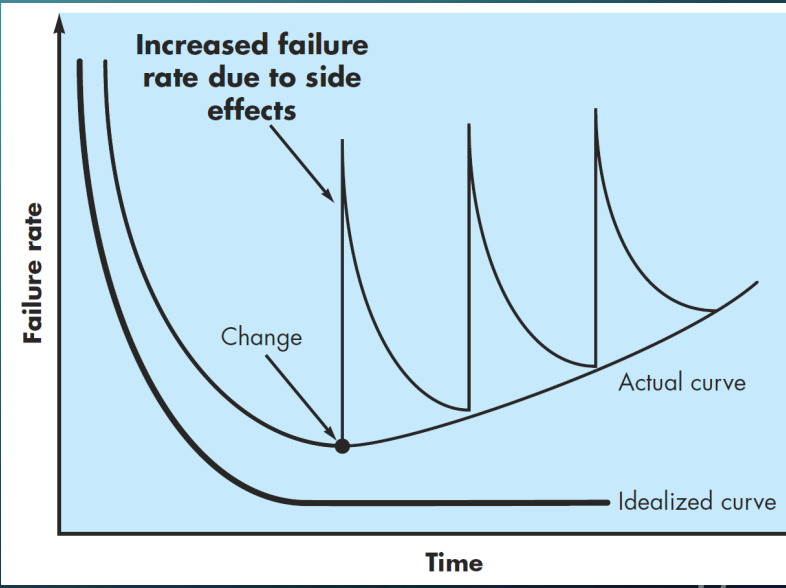 Increased failure
rate due to side
effects
Failure rate
Change
Actual curve
Idealized curve
Time